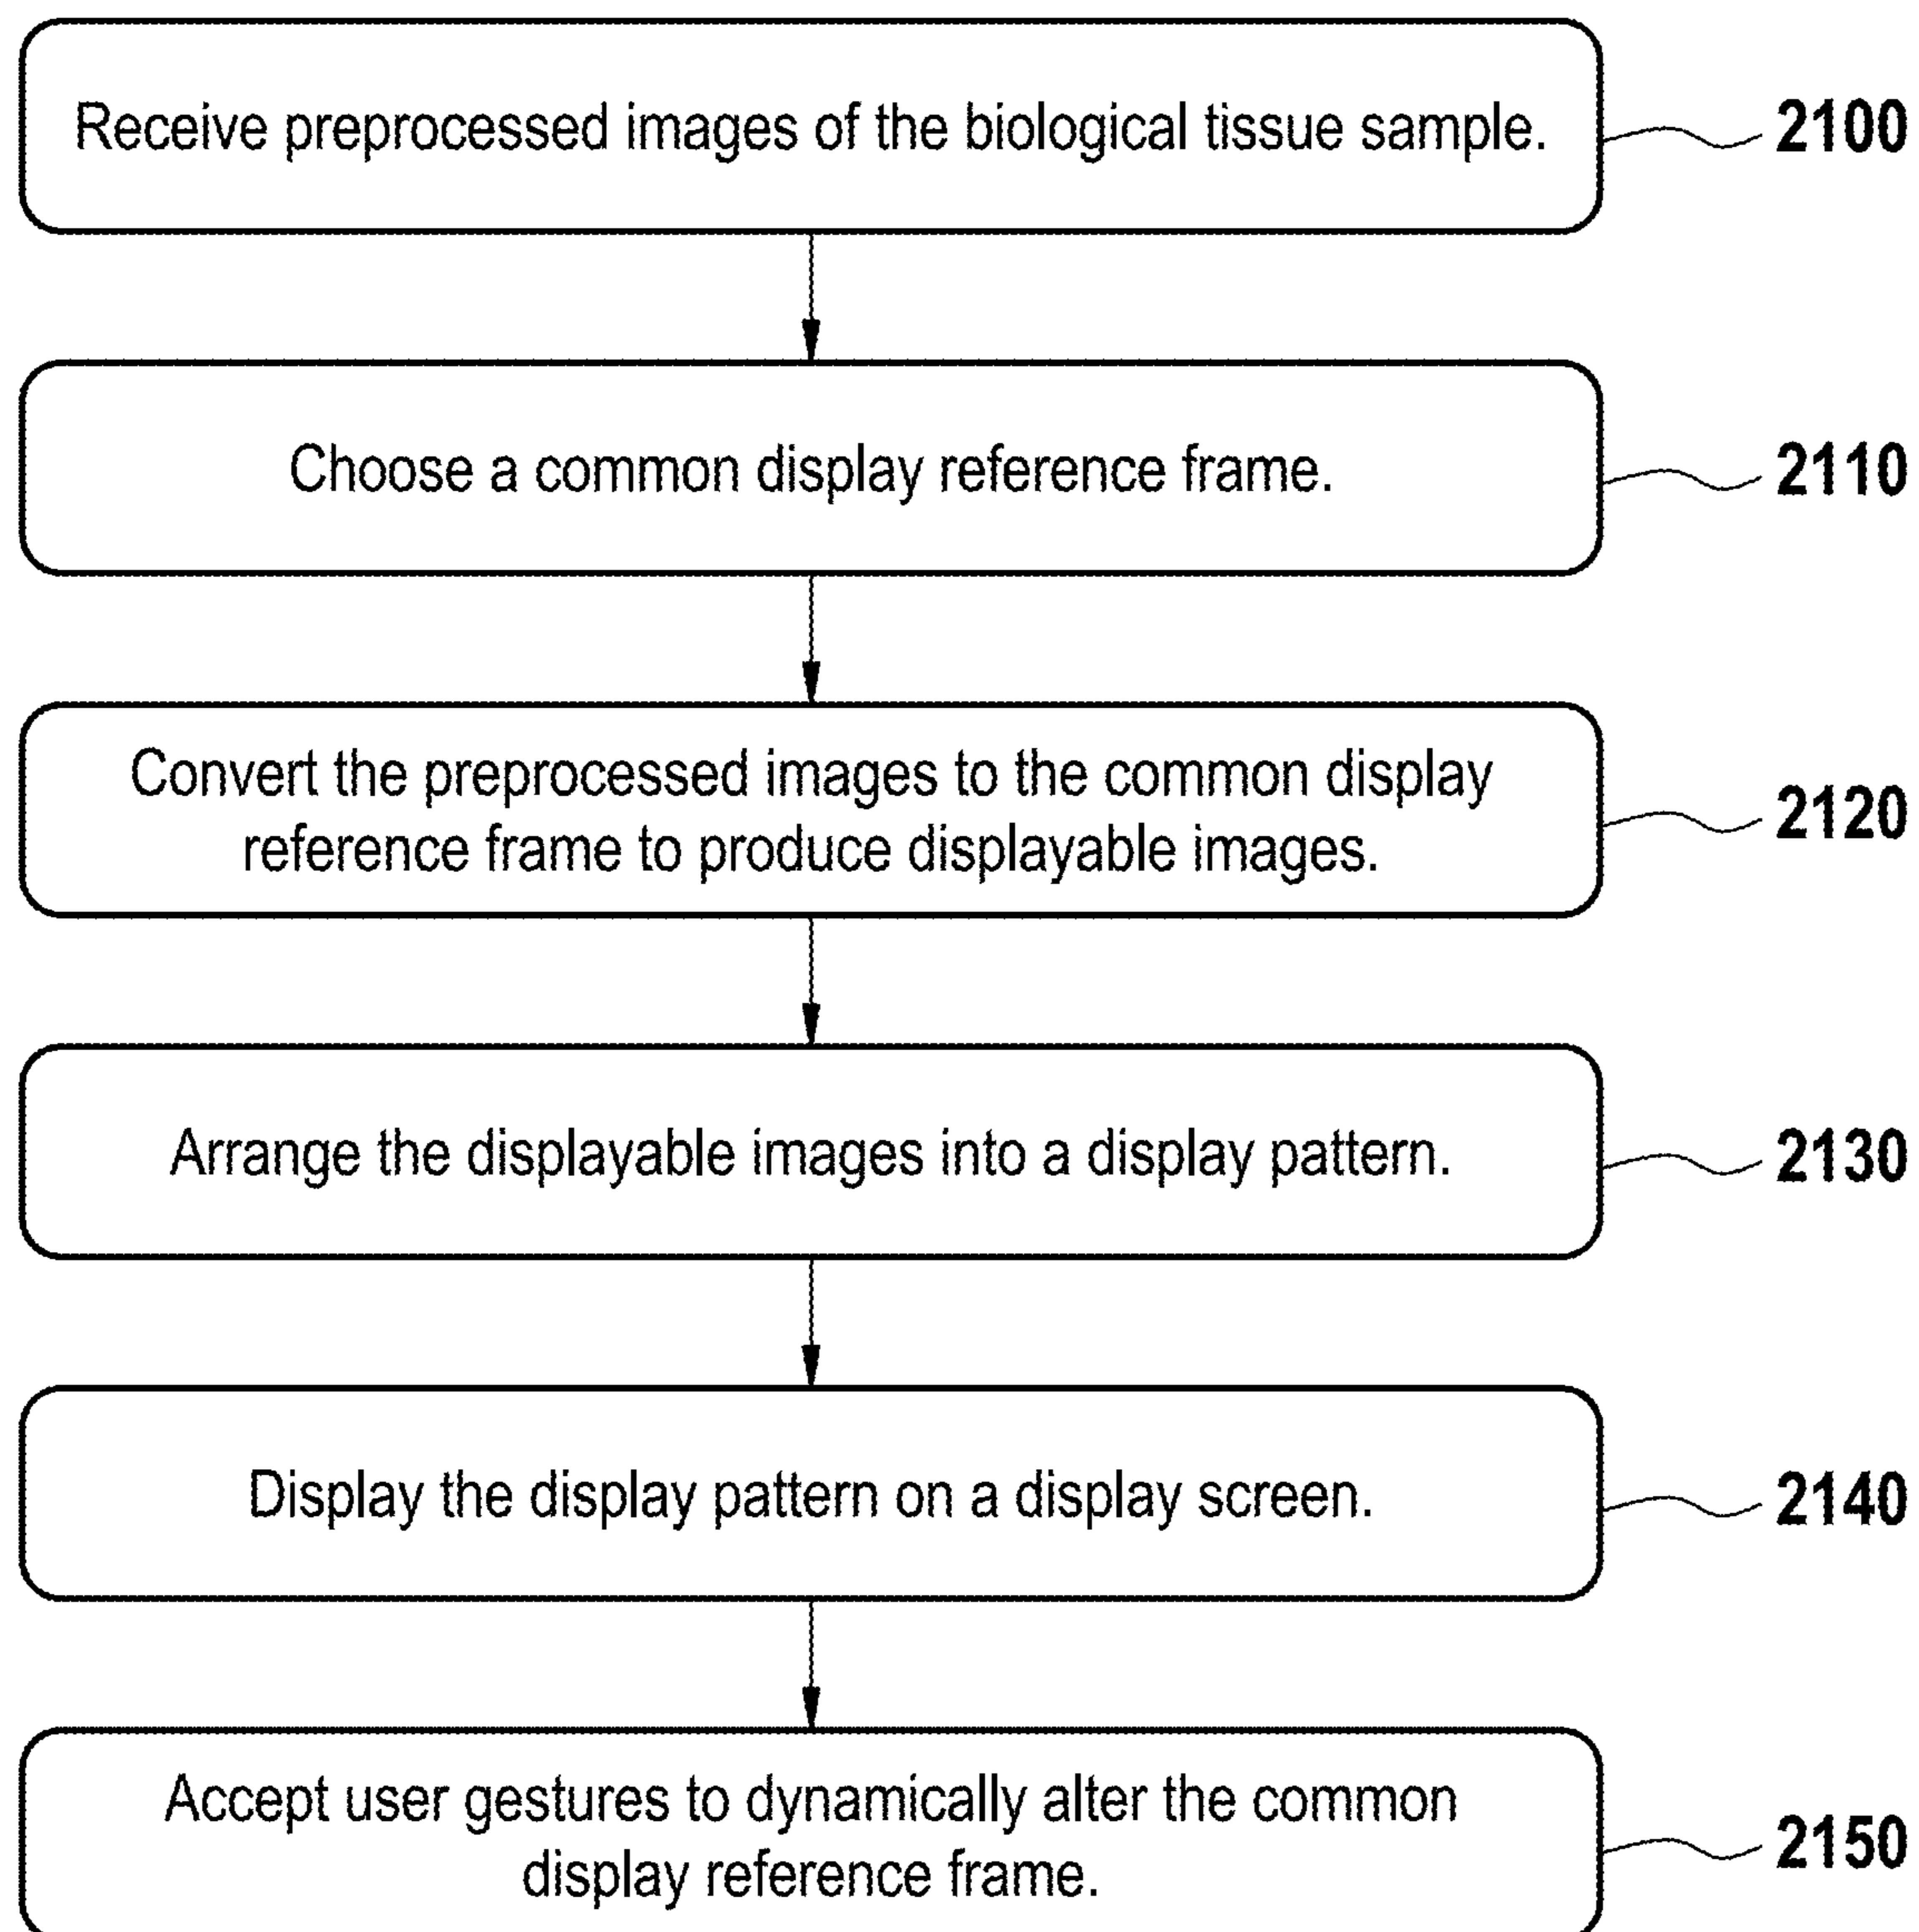 Receive preprocessed images of the biological tissue sample.
2100
Choose a common display reference frame.
2110
Convert the preprocessed images to the common display
reference frame to produce displayable images.
2120
Arrange the displayable images into a display pattern.
2130
Display the display pattern on a display screen.
2140
Accept user gestures to dynamically alter the common
display reference frame.
2150